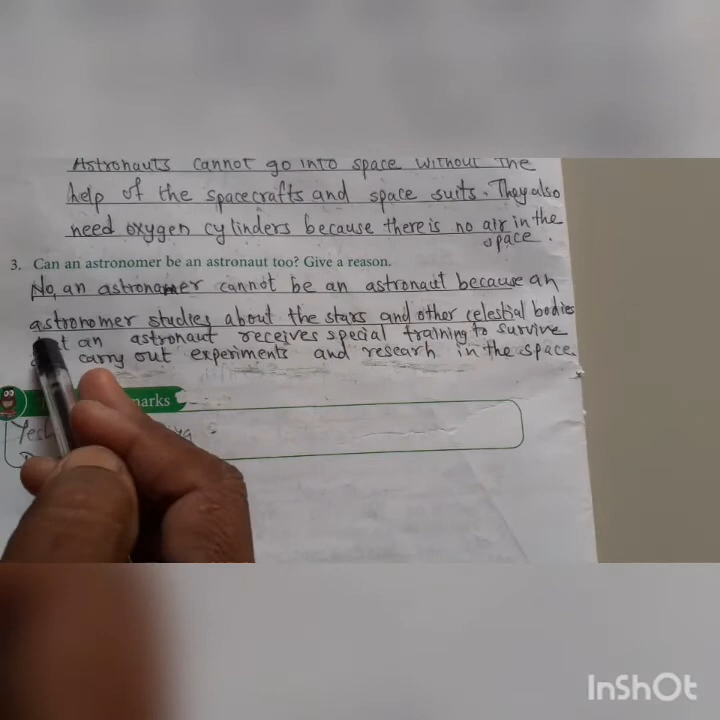 Astronauts cannot go into space without the
help of the spacecrafts and space suits. They also
need oxygen cylinders because there is no air in the
space.
3. Can an astronomer be an astronaut too? Give a reason.
No, an astronomer cannot be an astronaut because an
astronomer studies about the stars and other celestial bodies
an astronaut receives special training to survive
carry out experiments and researh in the space.
marks
InShOt